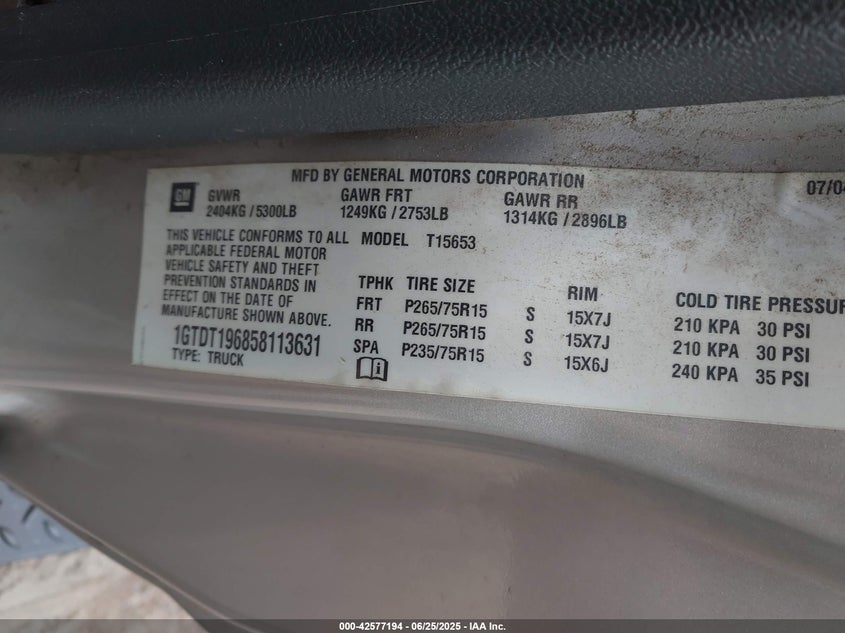 MFD BY GENERAL MOTORS CORPORATION
07/04
GM
GVWR GAWR FRT GAWR RR
2404KG / 5300LB 1249KG / 2753LB 1314KG / 2896LB
THIS VEHICLE CONFORMS TO ALL
APPLICABLE FEDERAL MOTOR
VEHICLE SAFETY AND THEFT
PREVENTION STANDARDS IN
EFFECT ON THE DATE OF
MANUFACTURE SHOWN ABOVE.
1GTDT196858113631
TYPE: TRUCK
MODEL T15653
TPHK TIRE SIZE RIM COLD TIRE PRESSURE
FRT P265/75R15 S 15X7J 210 KPA 30 PSI
RR P265/75R15 S 15X7J 210 KPA 30 PSI
SPA P235/75R15 S 15X6J 240 KPA 35 PSI
000-42577194 - 06/25/2025 - IAA Inc.